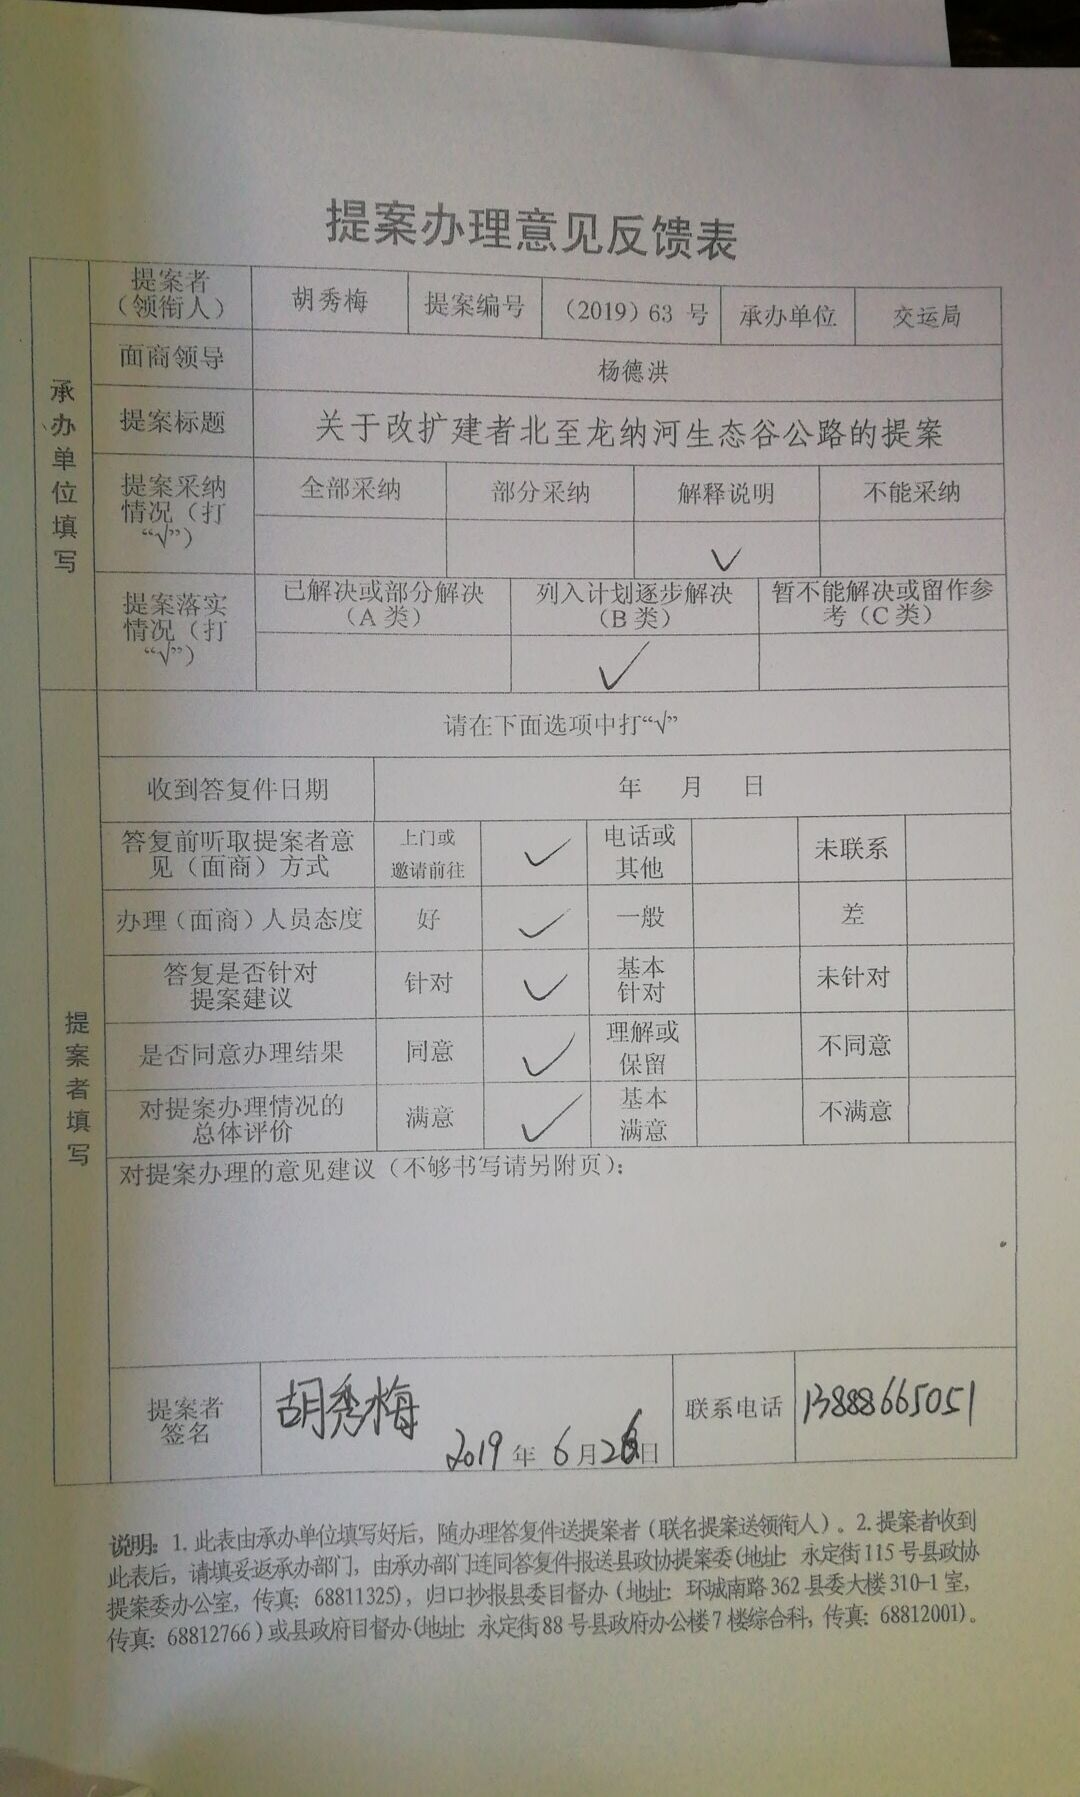 提案办理意见反馈表
承办单位填写
提案者
（领衔人）
胡秀梅
提案编号
（2019）63 号
承办单位
交运局
面商领导
杨德洪
提案标题
关于改扩建者北至龙纳河生态谷公路的提案
提案采纳
情况（打
“√”）
全部采纳
部分采纳
解释说明
不能采纳
✓
提案落实
情况（打
“√”）
已解决或部分解决
（A 类）
列入计划逐步解决
（B 类）
暂不能解决或留作参
考（C 类）
✓
提案者填写
请在下面选项中打“√”
收到答复件日期
年 月 日
答复前听取提案者意
见（面商）方式
上门或
邀请前往
✓
电话或
其他
未联系
办理（面商）人员态度
好
✓
一般
差
答复是否针对
提案建议
针对
✓
基本
针对
未针对
是否同意办理结果
同意
✓
理解或
保留
不同意
对提案办理情况的
总体评价
满意
✓
基本
满意
不满意
对提案办理的意见建议（不够书写请另附页）：
提案者
签名
胡秀梅
2019 年 6 月 26 日
联系电话
13888665051
说明：1. 此表由承办单位填写好后，随办理答复件送提案者（联名提案送领衔人）。2. 提案者收到
此表后，请填妥返承办部门，由承办部门连同答复件报送县政协提案委（地址：永定街 115 号县政协
提案委办公室，传真：68811325），归口抄报县委目督办（地址：环城南路 362 县委大楼 310-1 室，
传真：68812766）或县政府目督办（地址：永定街 88 号县政府办公楼 7 楼综合科，传真：68812001）。